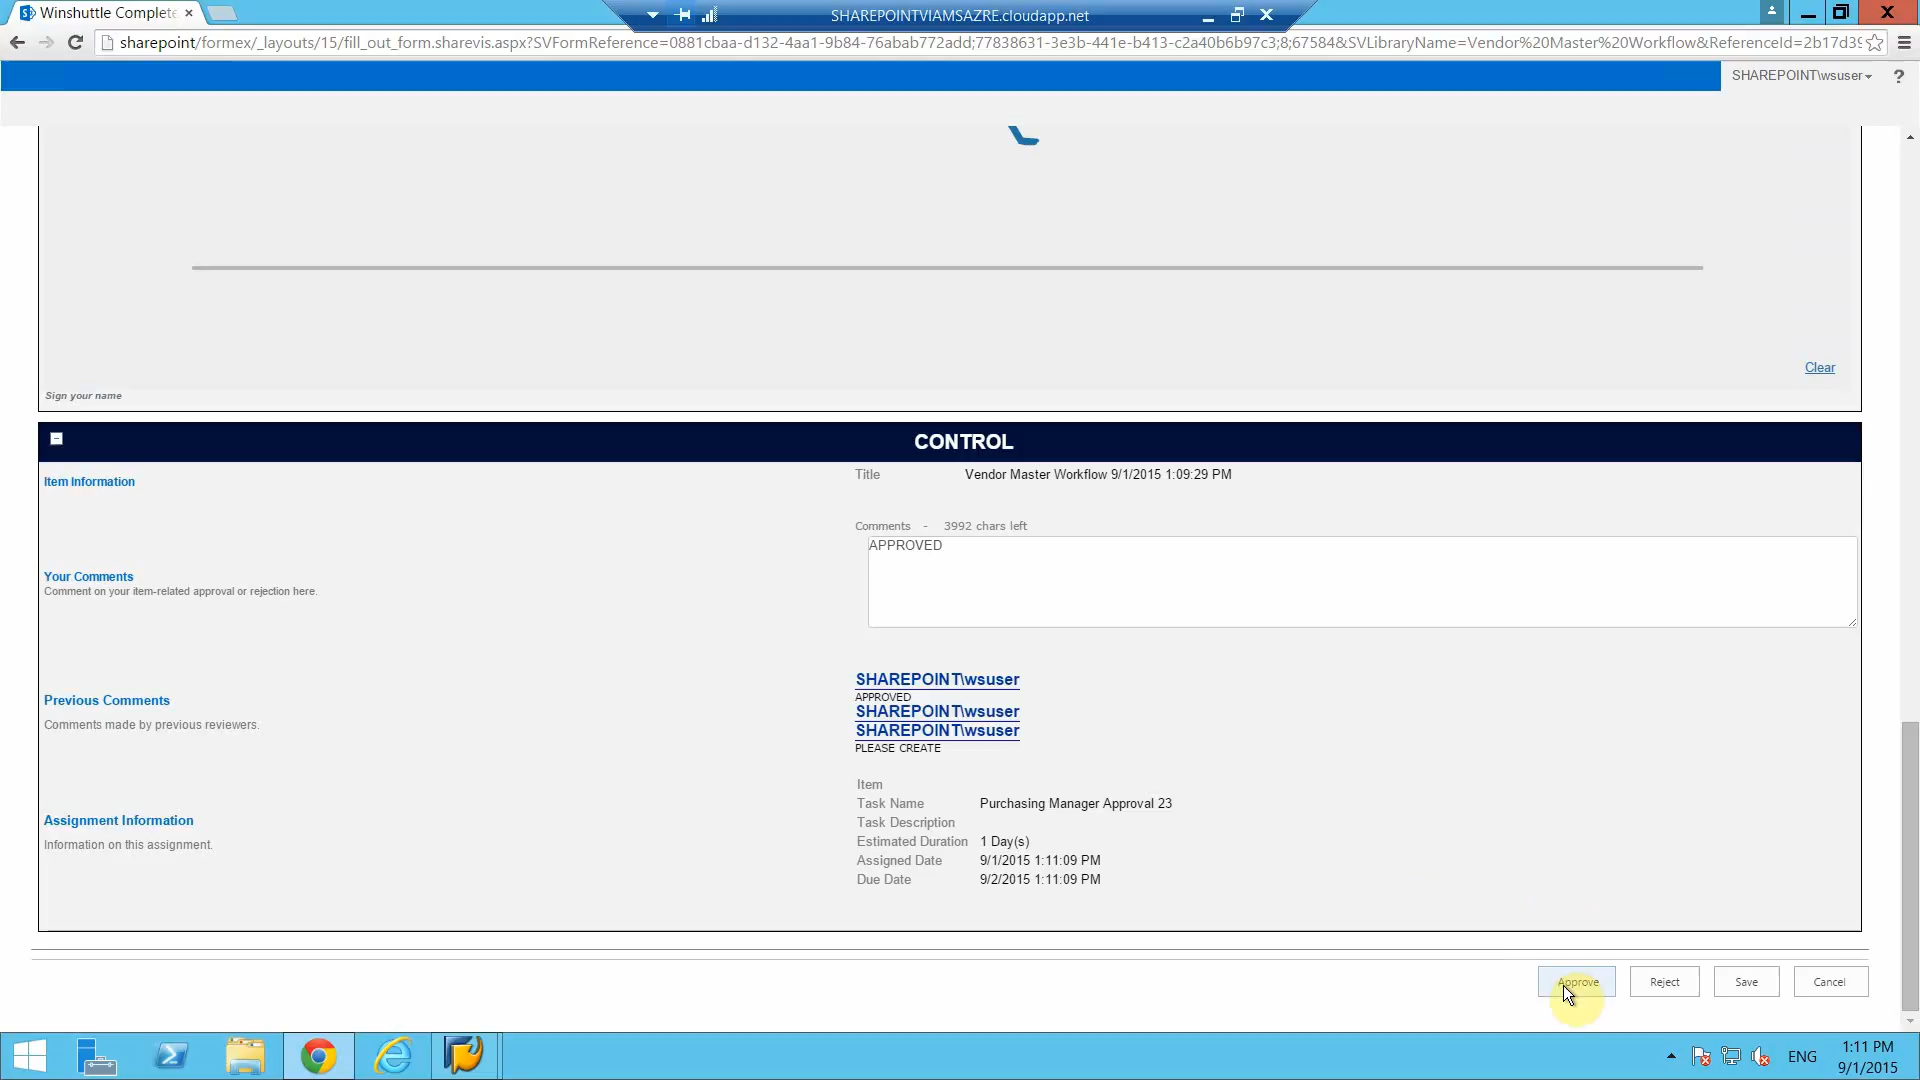 Winshuttle Complete
SHAREPOINTVIAMSAZRE.cloudapp.net
sharepoint/formex/_layouts/15/fill_out_form.sharevis.aspx?SVFormReference=0881cbaa-d132-4aa1-9b84-76abab772add;77838631-3e3b-441e-b413-c2a40b6b97c3;8;67584&SVLibraryName=Vendor%20Master%20Workflow&ReferenceId=2b17d39
SHAREPOINT\wsuser ?
Clear
Sign your name
CONTROL
Item Information
Title Vendor Master Workflow 9/1/2015 1:09:29 PM
Comments - 3992 chars left
APPROVED
Your Comments
Comment on your item-related approval or rejection here.
SHAREPOINT\wsuser
APPROVED
SHAREPOINT\wsuser
SHAREPOINT\wsuser
PLEASE CREATE
Previous Comments
Comments made by previous reviewers.
Item
Task Name Purchasing Manager Approval 23
Task Description
Estimated Duration 1 Day(s)
Assigned Date 9/1/2015 1:11:09 PM
Due Date 9/2/2015 1:11:09 PM
Assignment Information
Information on this assignment.
Approve Reject Save Cancel
ENG
1:11 PM
9/1/2015